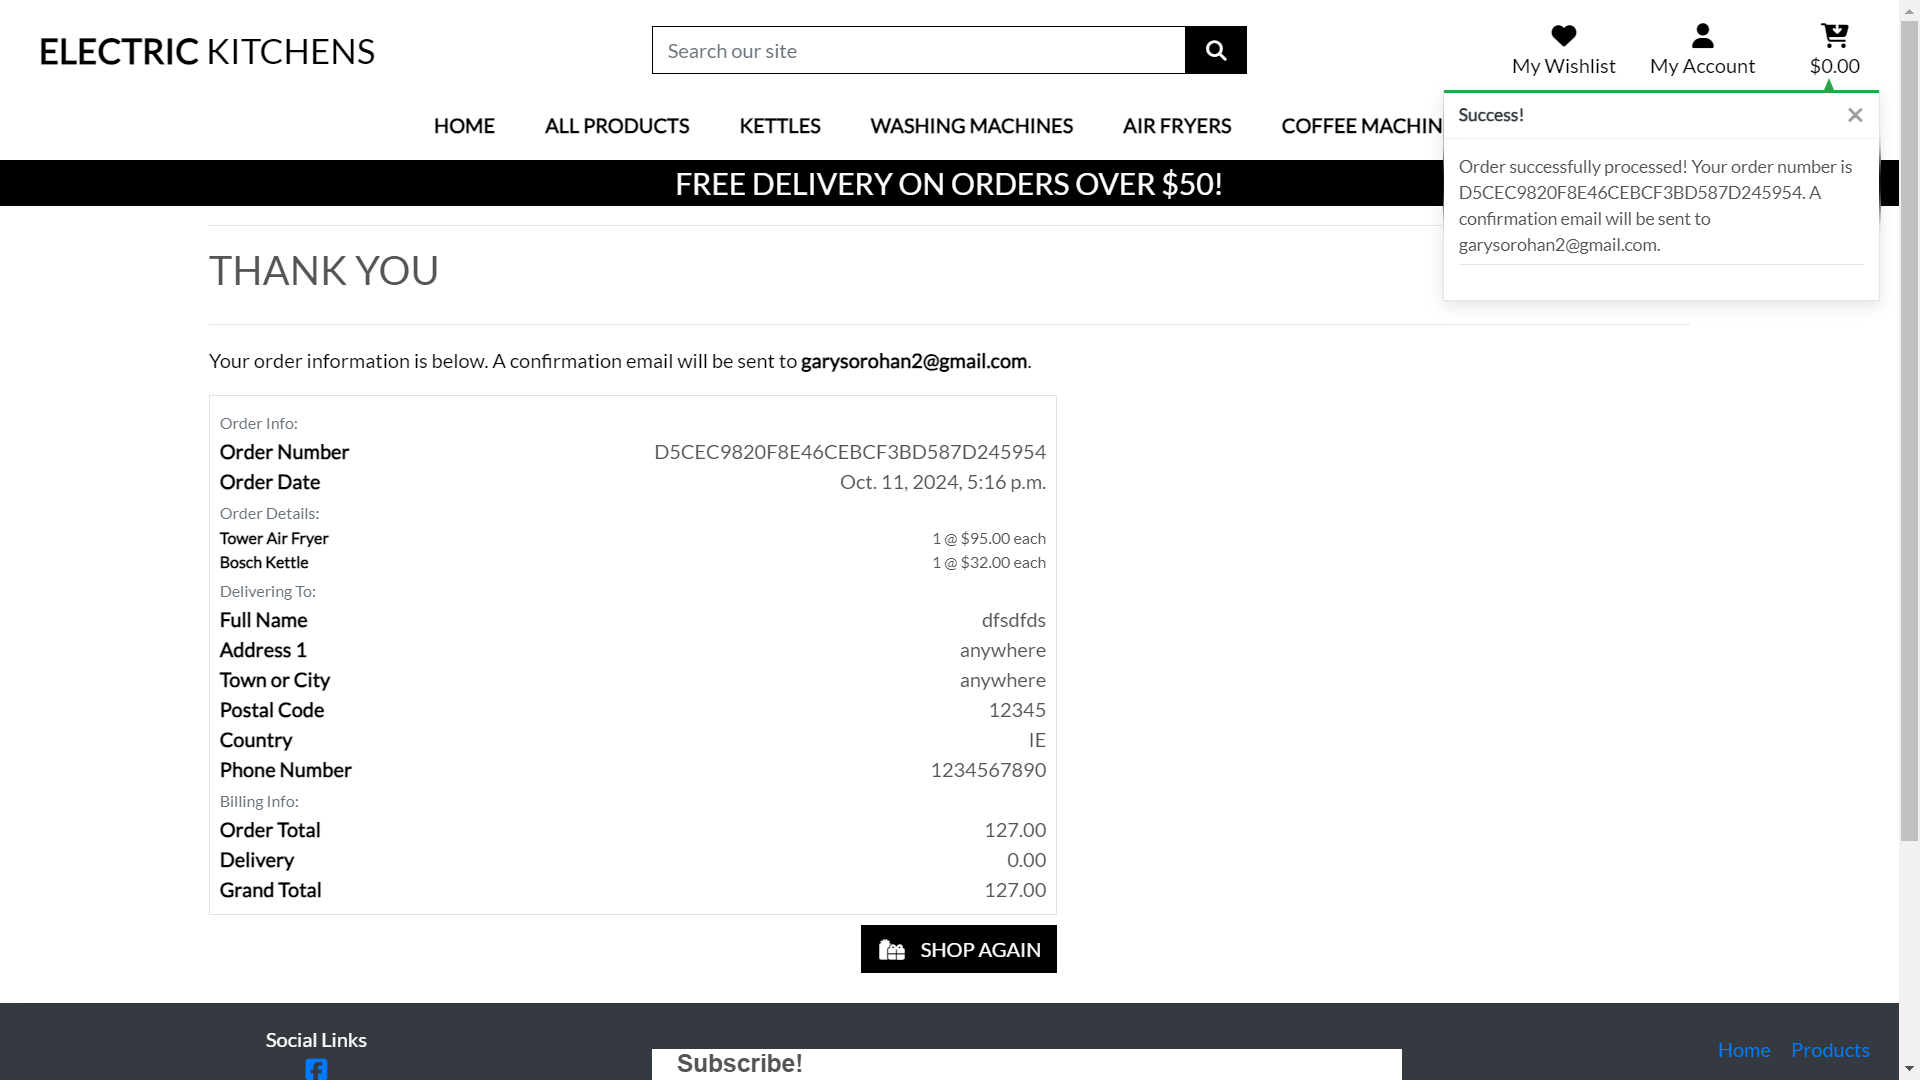 ELECTRIC KITCHENS
Search our site
My Wishlist
My Account
$0.00
HOME
ALL PRODUCTS
KETTLES
WASHING MACHINES
AIR FRYERS
COFFEE MACHIN
Success!
×
Order successfully processed! Your order number is
D5CEC9820F8E46CEBCF3BD587D245954. A
confirmation email will be sent to
garysorohan2@gmail.com.
FREE DELIVERY ON ORDERS OVER $50!
THANK YOU
Your order information is below. A confirmation email will be sent to garysorohan2@gmail.com.
Order Info:
Order Number D5CEC9820F8E46CEBCF3BD587D245954
Order Date Oct. 11, 2024, 5:16 p.m.
Order Details:
Tower Air Fryer 1 @ $95.00 each
Bosch Kettle 1 @ $32.00 each
Delivering To:
Full Name dfsdfds
Address 1 anywhere
Town or City anywhere
Postal Code 12345
Country IE
Phone Number 1234567890
Billing Info:
Order Total 127.00
Delivery 0.00
Grand Total 127.00
SHOP AGAIN
Social Links
Subscribe!
Home Products